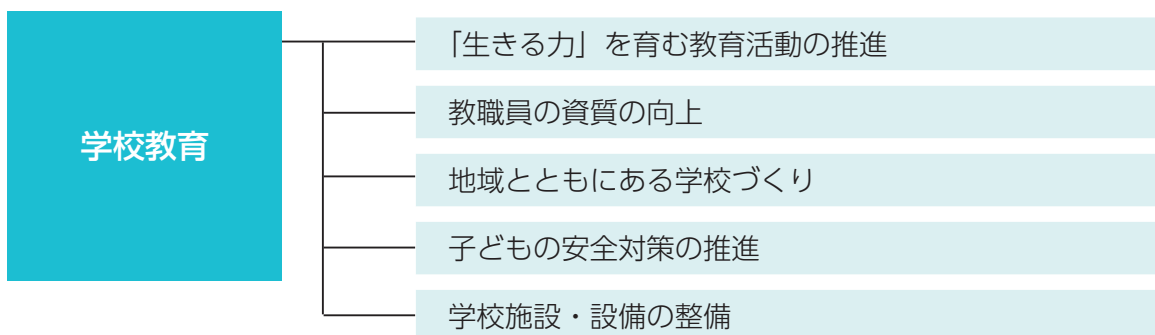 学校教育
「生きる力」を育む教育活動の推進
教職員の資質の向上
地域とともにある学校づくり
子どもの安全対策の推進
学校施設・設備の整備